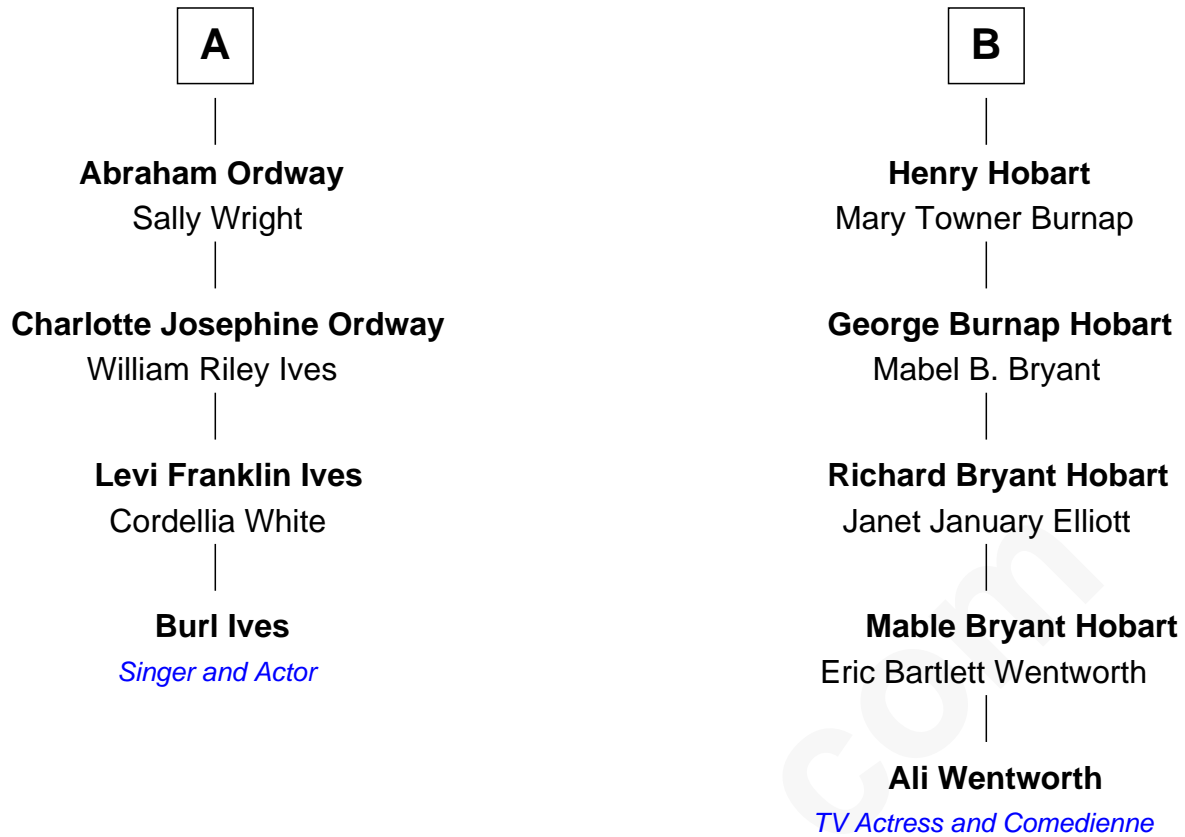 A
Abraham Ordway
Sally Wright
Charlotte Josephine Ordway
William Riley Ives
Levi Franklin Ives
Cordellia White
Burl Ives
Singer and Actor
B
Henry Hobart
Mary Towner Burnap
George Burnap Hobart
Mabel B. Bryant
Richard Bryant Hobart
Janet January Elliott
Mable Bryant Hobart
Eric Bartlett Wentworth
Ali Wentworth
TV Actress and Comedienne
com